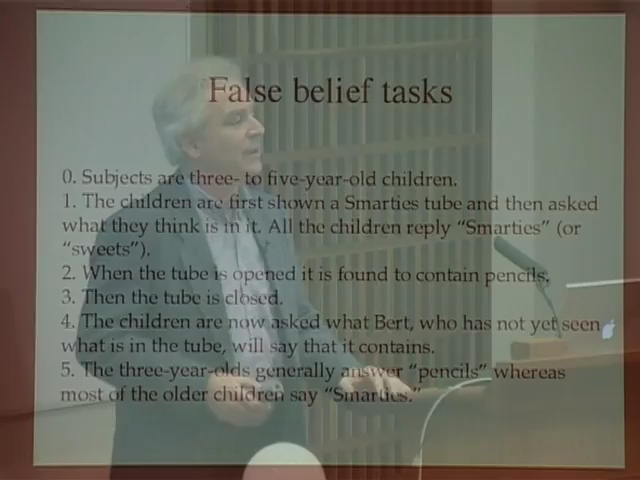 False belief tasks
0. Subjects are three- to five-year-old children.
1. The children are first shown a Smarties tube and then asked
what they think is in it. All the children reply “Smarties” (or
“sweets”).
2. When the tube is opened it is found to contain pencils.
3. Then the tube is closed.
4. The children are now asked what Bert, who has not yet seen
what is in the tube, will say that it contains.
5. The three-year-olds generally answer “pencils” whereas
most of the older children say “Smarties.”